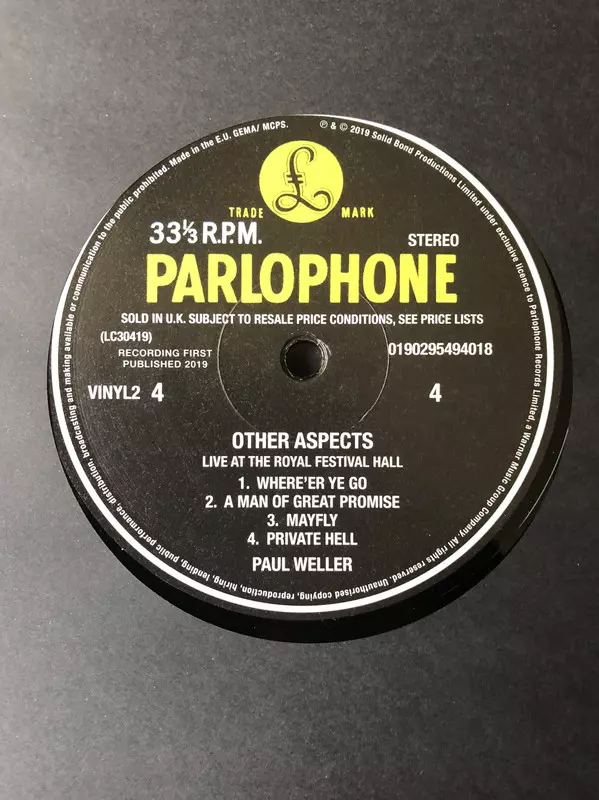 Unauthorised copying, reproduction, hiring, lending, public performance, distribution, broadcasting and making available or communication to the public prohibited. Made in the E.U. GEMA/ MCPS.
℗ & © 2019 Solid Bond Productions Limited under exclusive licence to Parlophone Records Limited, a Warner Music Group Company. All rights reserved.
£
TRADE MARK
33⅓ R.P.M.
STEREO
PARLOPHONE
SOLD IN U.K. SUBJECT TO RESALE PRICE CONDITIONS, SEE PRICE LISTS
(LC30419)
RECORDING FIRST
PUBLISHED 2019
0190295494018
VINYL2 4
4
OTHER ASPECTS
LIVE AT THE ROYAL FESTIVAL HALL
1. WHERE'ER YE GO
2. A MAN OF GREAT PROMISE
3. MAYFLY
4. PRIVATE HELL
PAUL WELLER